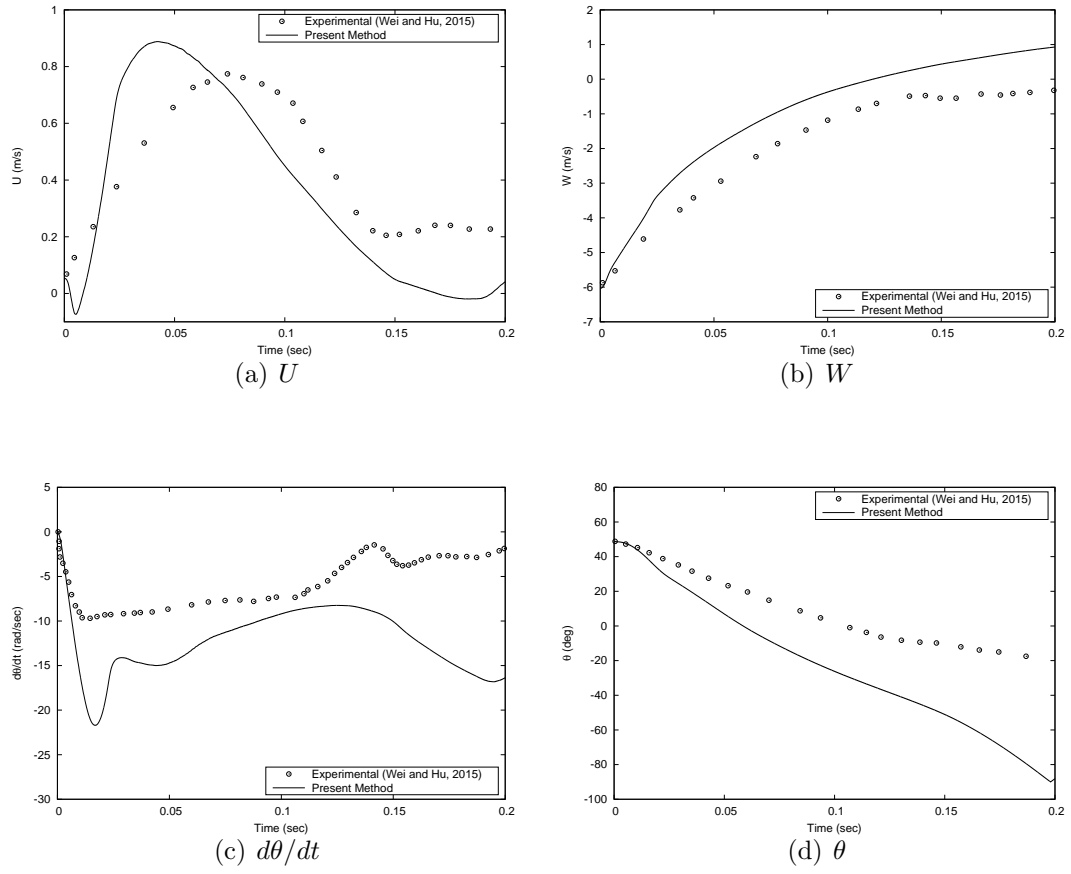 1
0.8
0.6
0.4
0.2
0
U (m/s)
0
0.05
0.1
0.15
0.2
Time (sec)
Experimental (Wei and Hu, 2015)
Present Method
(a) U
2
1
0
-1
-2
-3
-4
-5
-6
-7
W (m/s)
0
0.05
0.1
0.15
0.2
Time (sec)
Experimental (Wei and Hu, 2015)
Present Method
(b) W
5
0
-5
-10
-15
-20
-25
-30
dθ/dt (rad/sec)
0
0.05
0.1
0.15
0.2
Time (sec)
Experimental (Wei and Hu, 2015)
Present Method
(c) dθ/dt
80
60
40
20
0
-20
-40
-60
-80
-100
θ (deg)
0
0.05
0.1
0.15
0.2
Time (sec)
Experimental (Wei and Hu, 2015)
Present Method
(d) θ